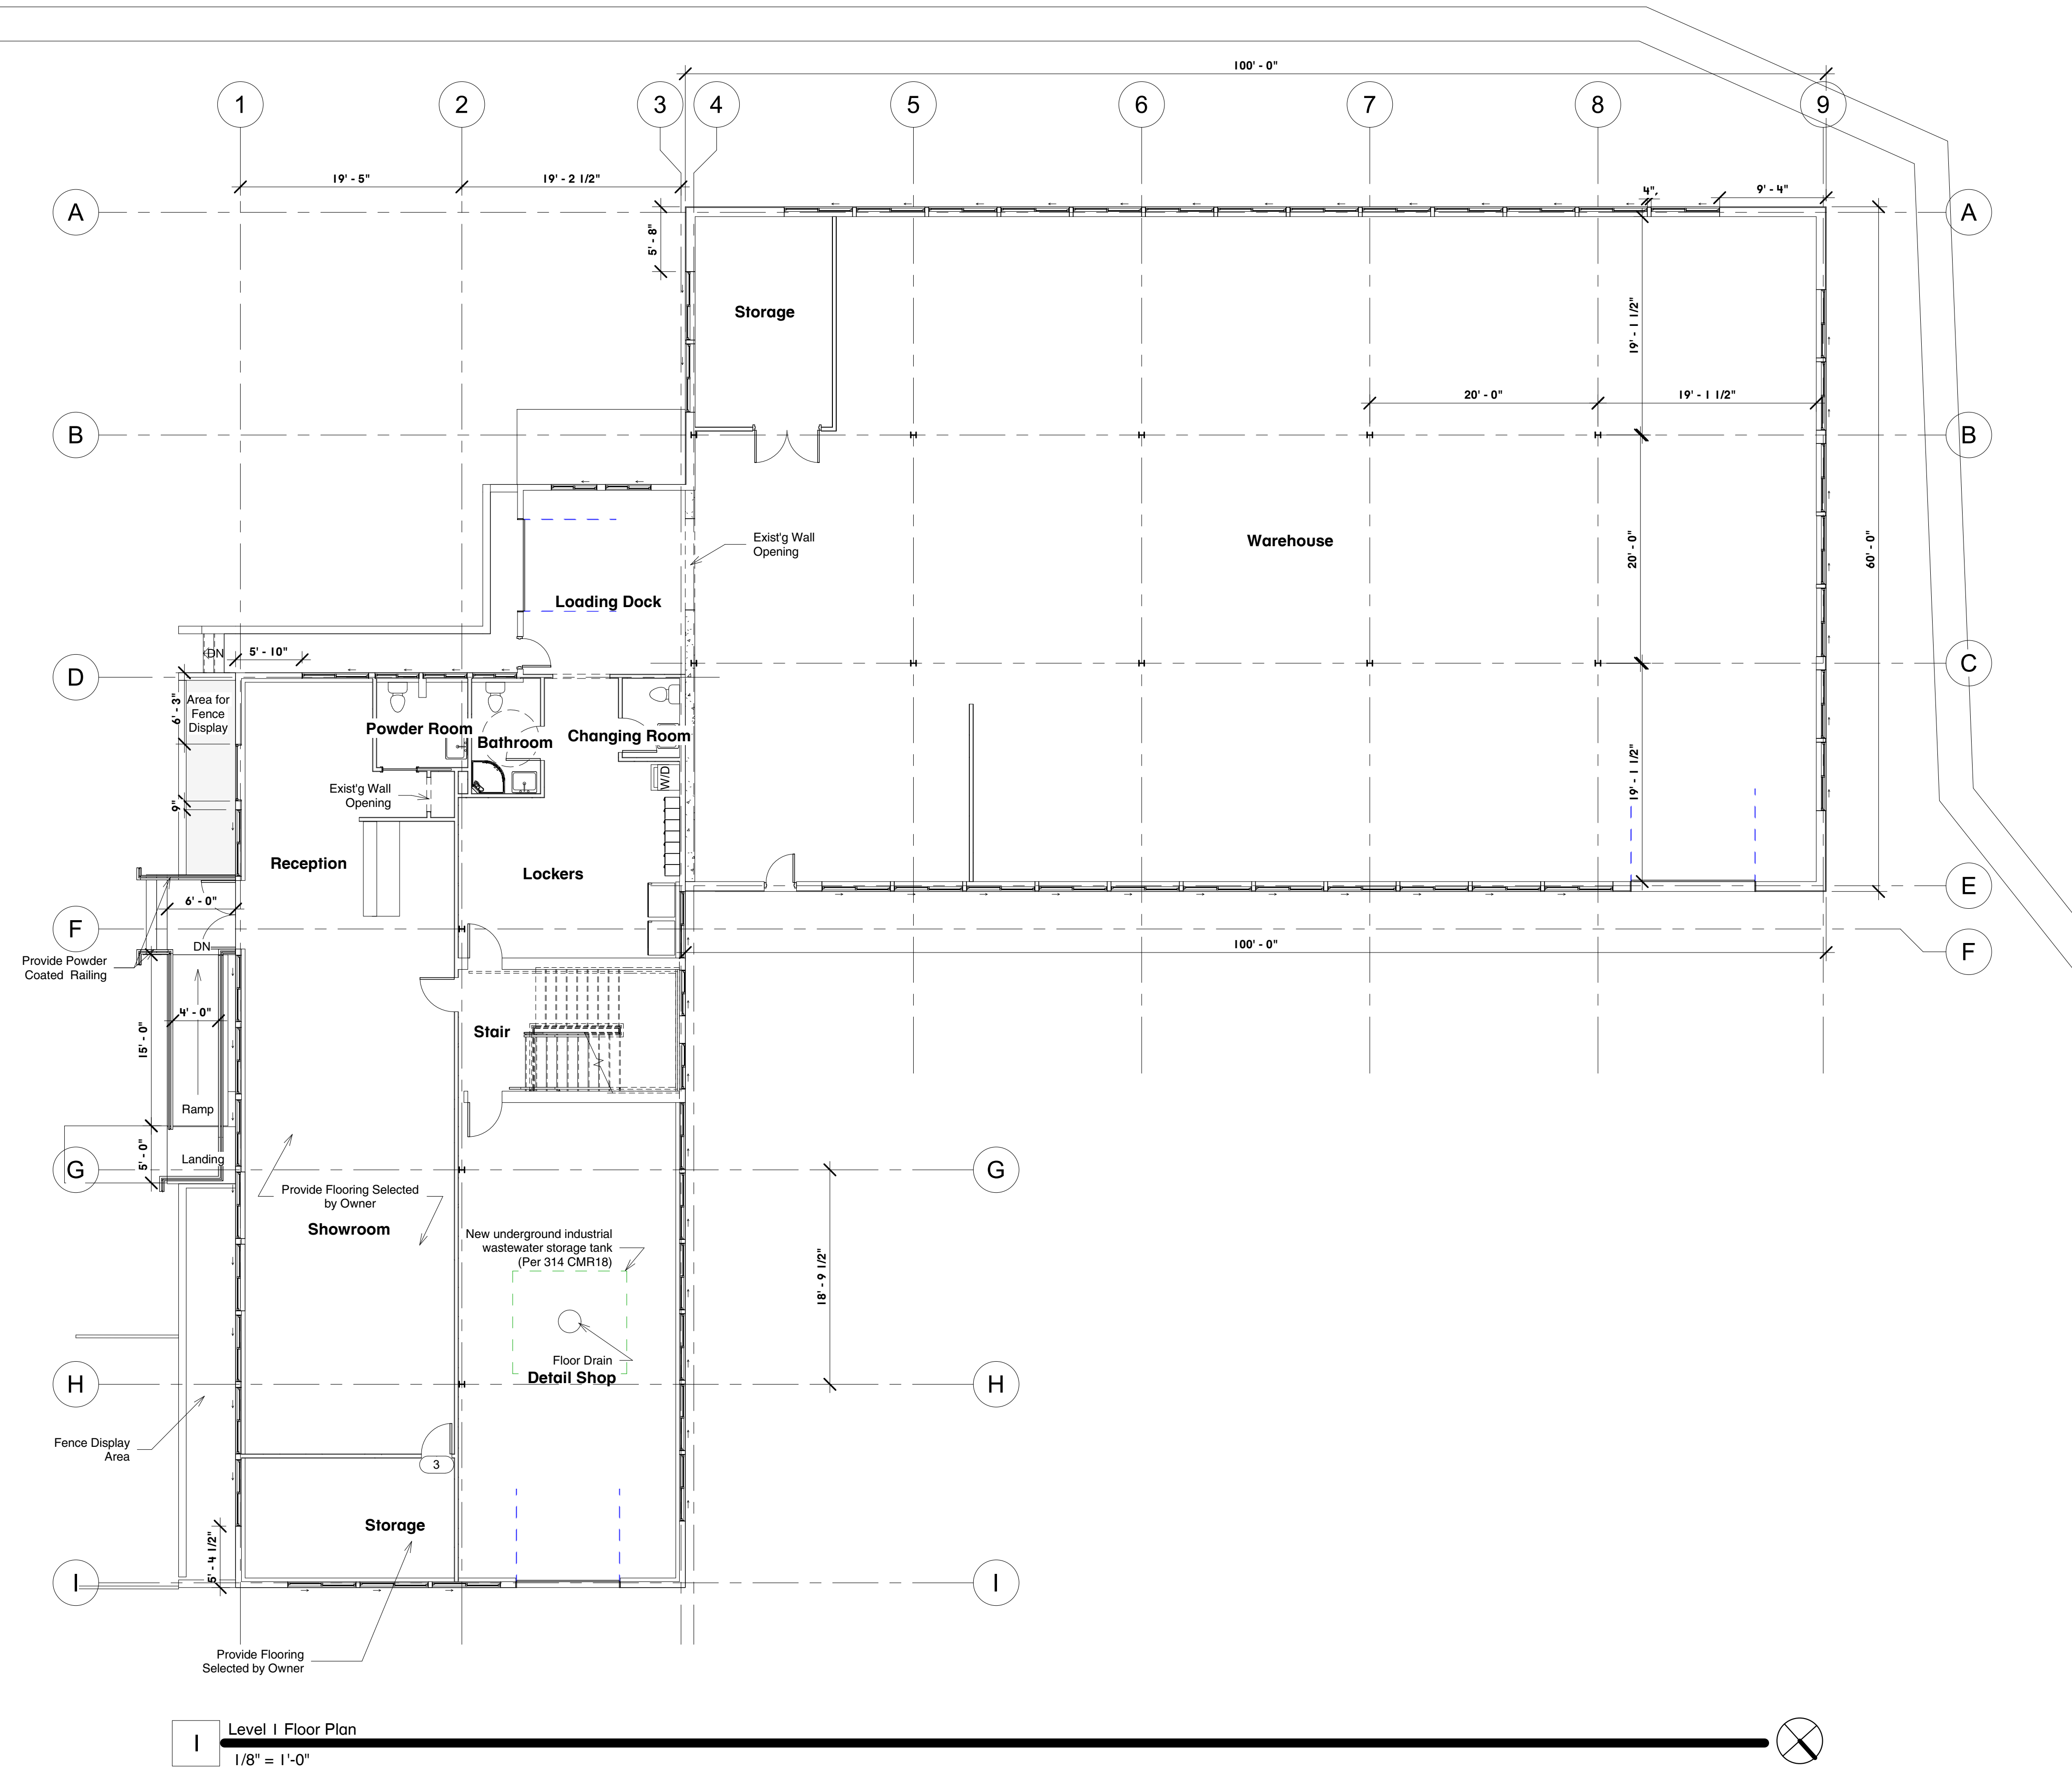 100' - 0"
1
2
3
4
5
6
7
8
9
19' - 5"
19' - 2 1/2"
4"
9' - 4"
A
A
5' - 8"
Storage
19' - 1 1/2"
20' - 0"
19' - 1 1/2"
B
B
Exist'g Wall
Opening
Warehouse
20' - 0"
60' - 0"
Loading Dock
DN
5' - 10"
D
C
6' - 3"
Area for
Fence
Display
Powder Room
Bathroom
Changing Room
W/D
19' - 1 1/2"
Exist'g Wall
Opening
9"
Reception
Lockers
E
6' - 0"
F
DN
100' - 0"
F
Provide Powder
Coated Railing
4' - 0"
15' - 0"
Stair
Ramp
5' - 0"
Landing
G
G
Provide Flooring Selected
by Owner
Showroom
New underground industrial
wastewater storage tank
(Per 314 CMR18)
18' - 9 1/2"
Floor Drain
Detail Shop
H
H
Fence Display
Area
3
Storage
5' - 4 1/2"
I
I
Provide Flooring
Selected by Owner
1
Level 1 Floor Plan
1/8" = 1'-0"